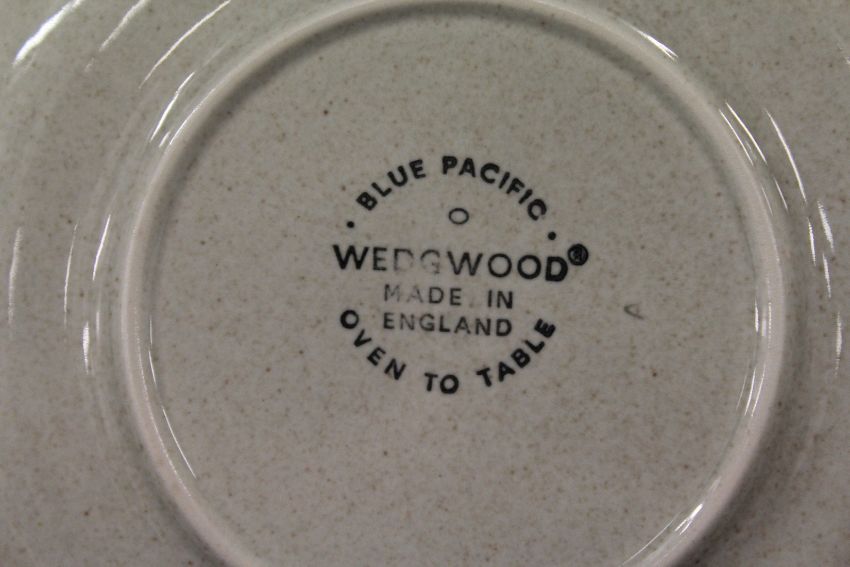 • BLUE PACIFIC •
O
WEDGWOOD®
MADE IN
ENGLAND
OVEN TO TABLE